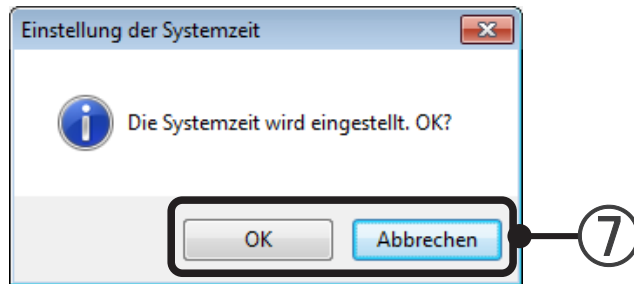 Einstellung der Systemzeit
Die Systemzeit wird eingestellt. OK?
OK Abbrechen
⑦